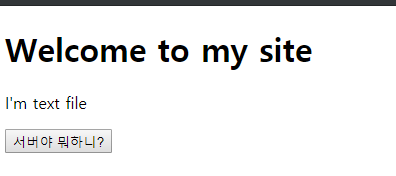 Welcome to my site
I'm text file
서버야 뭐하니?